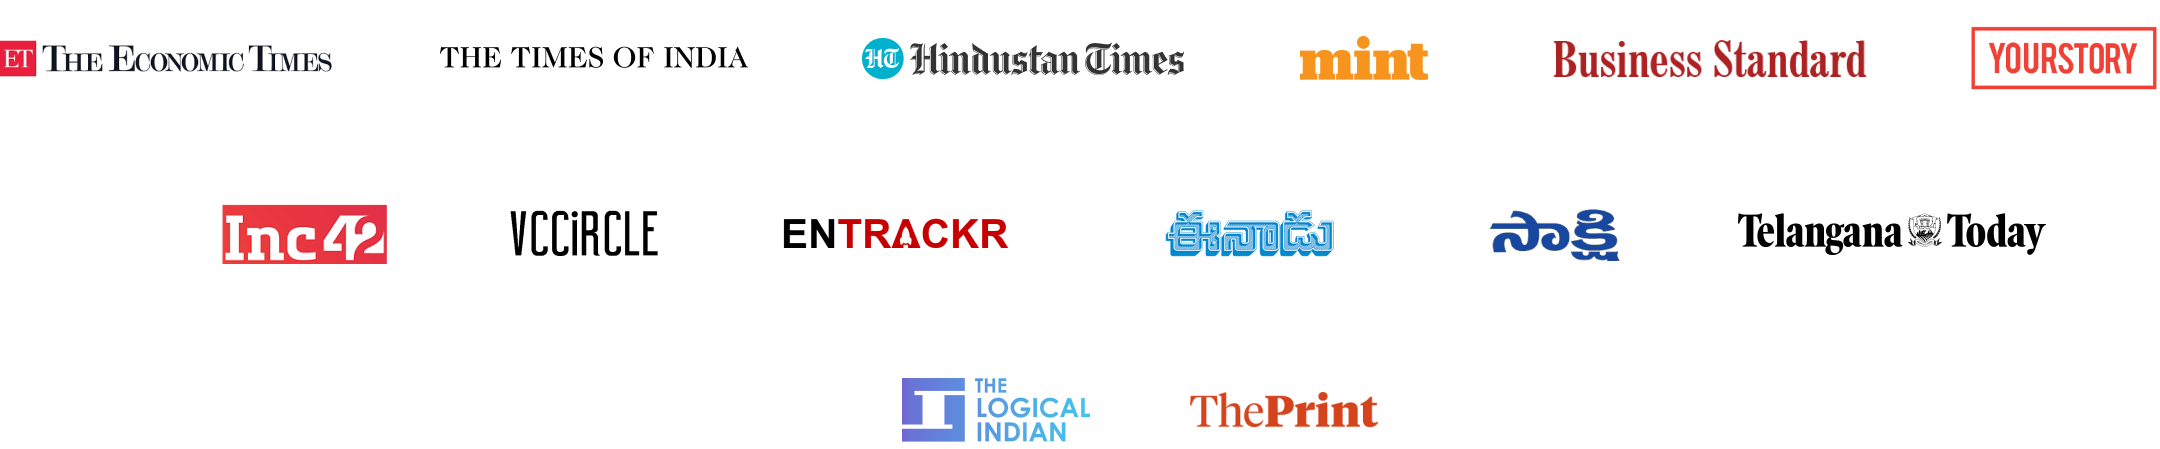 ET THE ECONOMIC TIMES
THE TIMES OF INDIA
HT Hindustan Times
mint
Business Standard
YOURSTORY
Inc42
VCCiRCLE
ENTRACKR
ఈనాడు
సాక్షి
Telangana Today
THE
LOGICAL
INDIAN
ThePrint